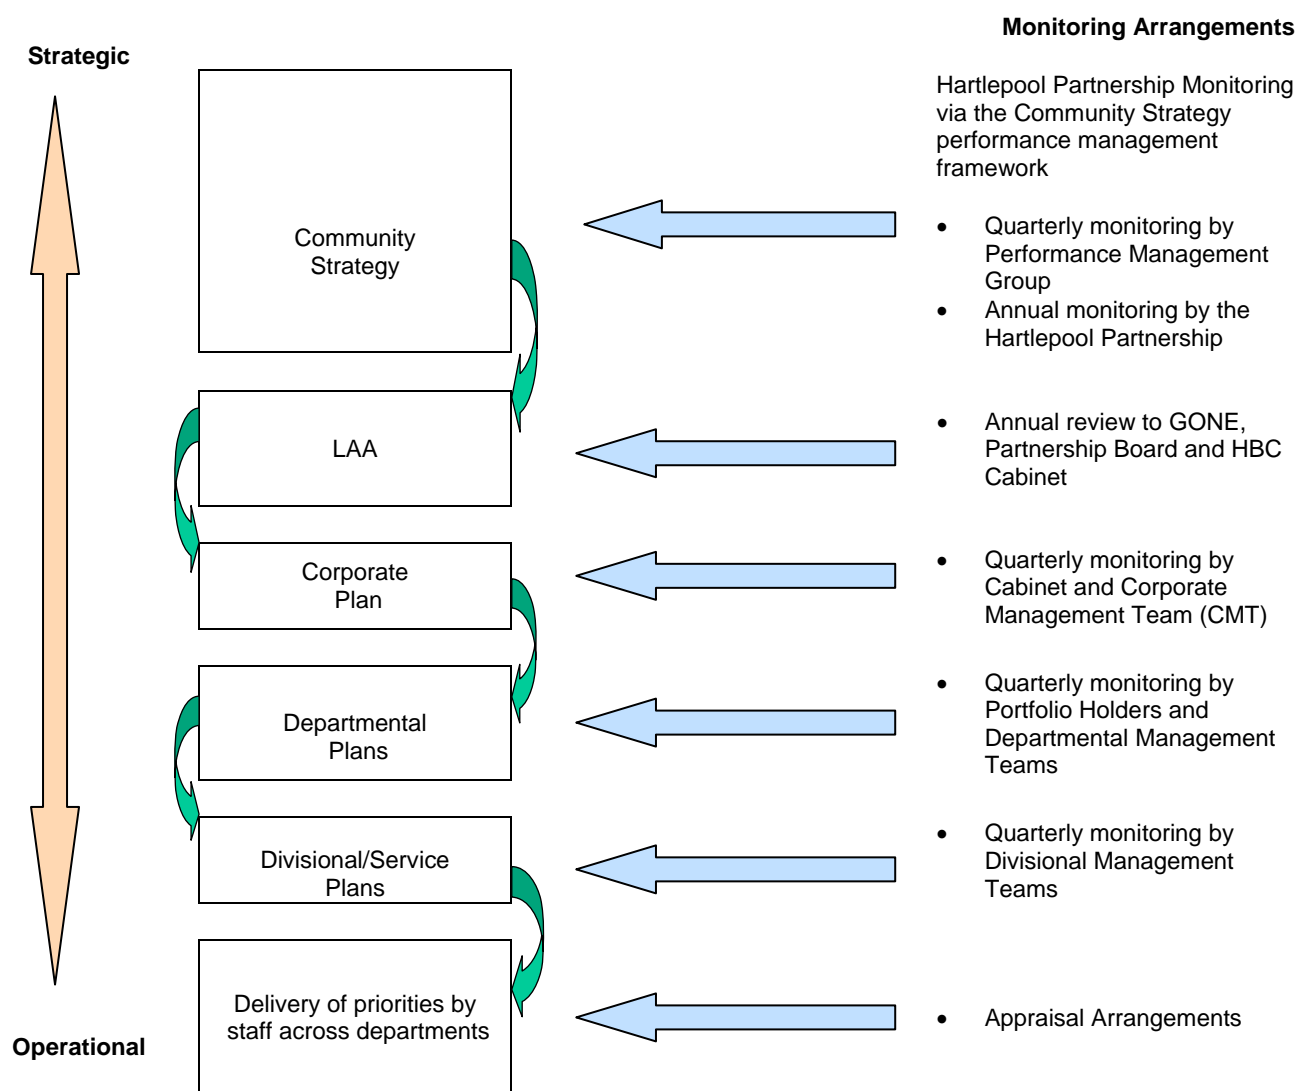 Monitoring Arrangements
Strategic
Hartlepool Partnership Monitoring
via the Community Strategy
performance management
framework
Community
Strategy
• Quarterly monitoring by
Performance Management
Group
• Annual monitoring by the
Hartlepool Partnership
LAA
• Annual review to GONE,
Partnership Board and HBC
Cabinet
Corporate
Plan
• Quarterly monitoring by
Cabinet and Corporate
Management Team (CMT)
Departmental
Plans
• Quarterly monitoring by
Portfolio Holders and
Departmental Management
Teams
Divisional/Service
Plans
• Quarterly monitoring by
Divisional Management
Teams
Delivery of priorities by
staff across departments
• Appraisal Arrangements
Operational